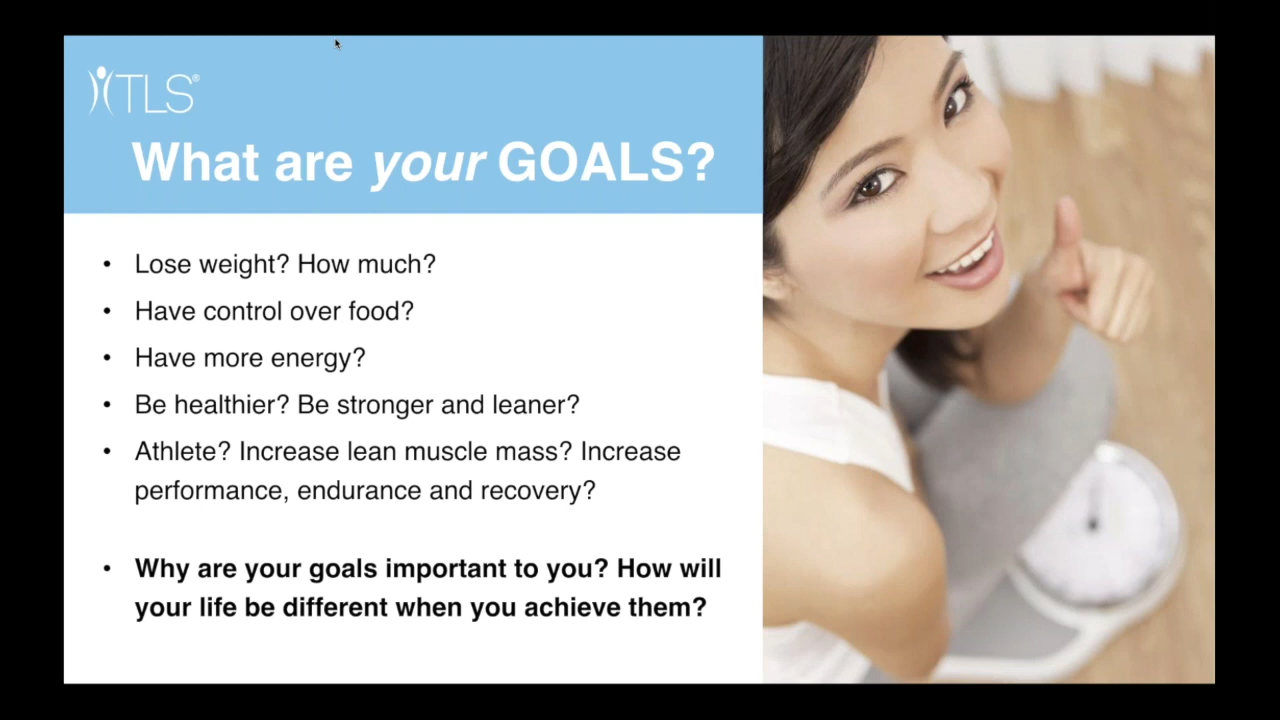 TLS®
What are your GOALS?
• Lose weight? How much?
• Have control over food?
• Have more energy?
• Be healthier? Be stronger and leaner?
• Athlete? Increase lean muscle mass? Increase
performance, endurance and recovery?
• Why are your goals important to you? How will
your life be different when you achieve them?